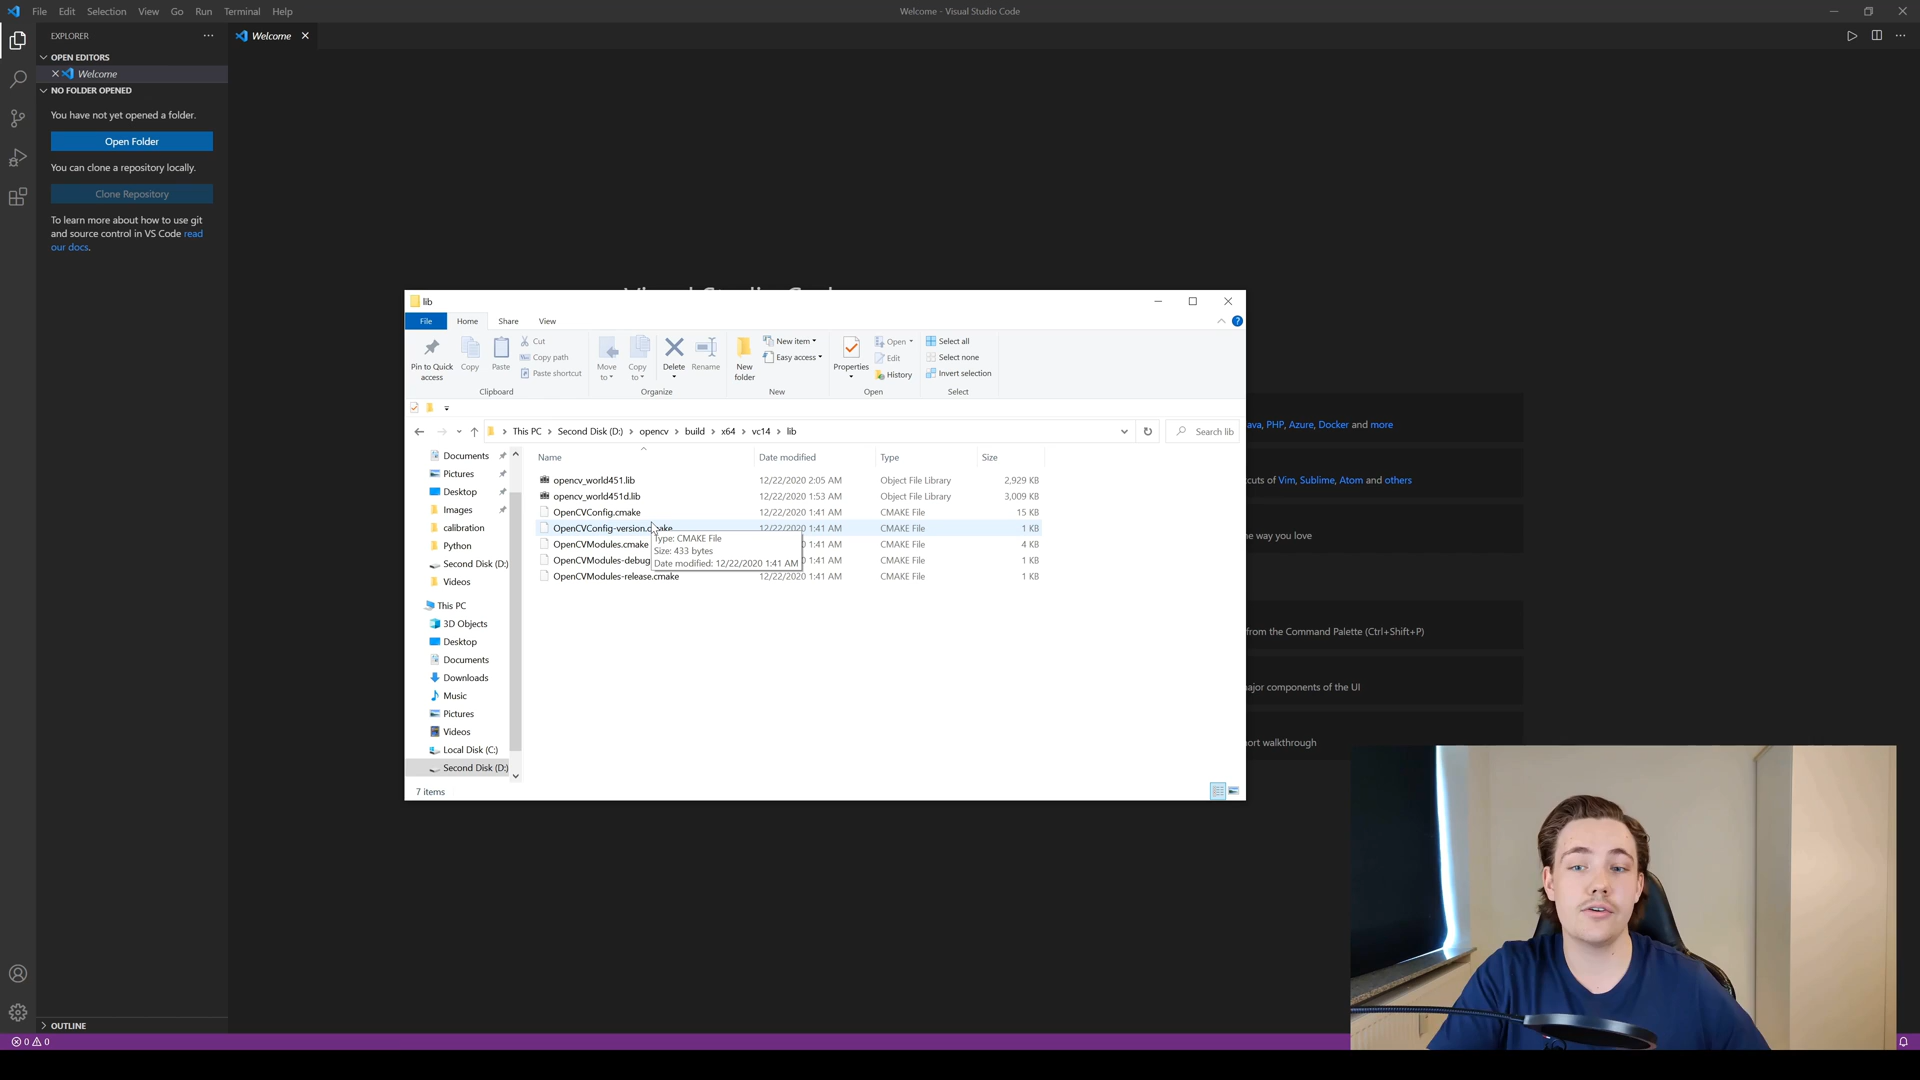 File Edit Selection View Go Run Terminal Help
Welcome - Visual Studio Code
EXPLORER
OPEN EDITORS
Welcome
NO FOLDER OPENED
You have not yet opened a folder.
Open Folder
You can clone a repository locally.
Clone Repository
To learn more about how to use git
and source control in VS Code read
our docs.
OUTLINE
0 0
Welcome
lib
File Home Share View
Pin to Quick access
Copy
Paste
Cut
Copy path
Paste shortcut
Clipboard
Move to
Copy to
Delete
Rename
Organize
New folder
New item
Easy access
New
Properties
Open
Edit
History
Open
Select all
Select none
Invert selection
Select
This PC > Second Disk (D:) > opencv > build > x64 > vc14 > lib
Search lib
Documents
Pictures
Desktop
Images
calibration
Python
Second Disk (D:)
Videos
This PC
3D Objects
Desktop
Documents
Downloads
Music
Pictures
Videos
Local Disk (C:)
Second Disk (D:)
Name Date modified Type Size
opencv_world451.lib 12/22/2020 2:05 AM Object File Library 2,929 KB
opencv_world451d.lib 12/22/2020 1:53 AM Object File Library 3,009 KB
OpenCVConfig.cmake 12/22/2020 1:41 AM CMAKE File 15 KB
OpenCVConfig-version.cmake 12/22/2020 1:41 AM CMAKE File 1 KB
OpenCVModules.cmake 1:41 AM CMAKE File 4 KB
OpenCVModules-debug 1:41 AM CMAKE File 1 KB
OpenCVModules-release.cmake 12/22/2020 1:41 AM CMAKE File 1 KB
Type: CMAKE File
Size: 433 bytes
Date modified: 12/22/2020 1:41 AM
7 items
PHP, Azure, Docker and more
Vim, Sublime, Atom and others
the way you love
from the Command Palette (Ctrl+Shift+P)
components of the UI
walkthrough